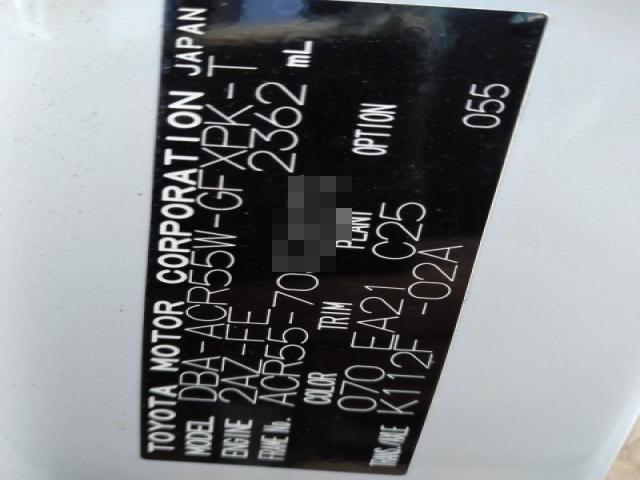 TOYOTA MOTOR CORPORATION JAPAN
MODEL DBA-ACR55W-GFXPK-T
ENGINE 2AZ-FE 2362 mL
FRAME No. ACR55-70
COLOR TRIM PLANT OPTION
070 EA21 C25
TRANS./AXLE K112F -02A 055